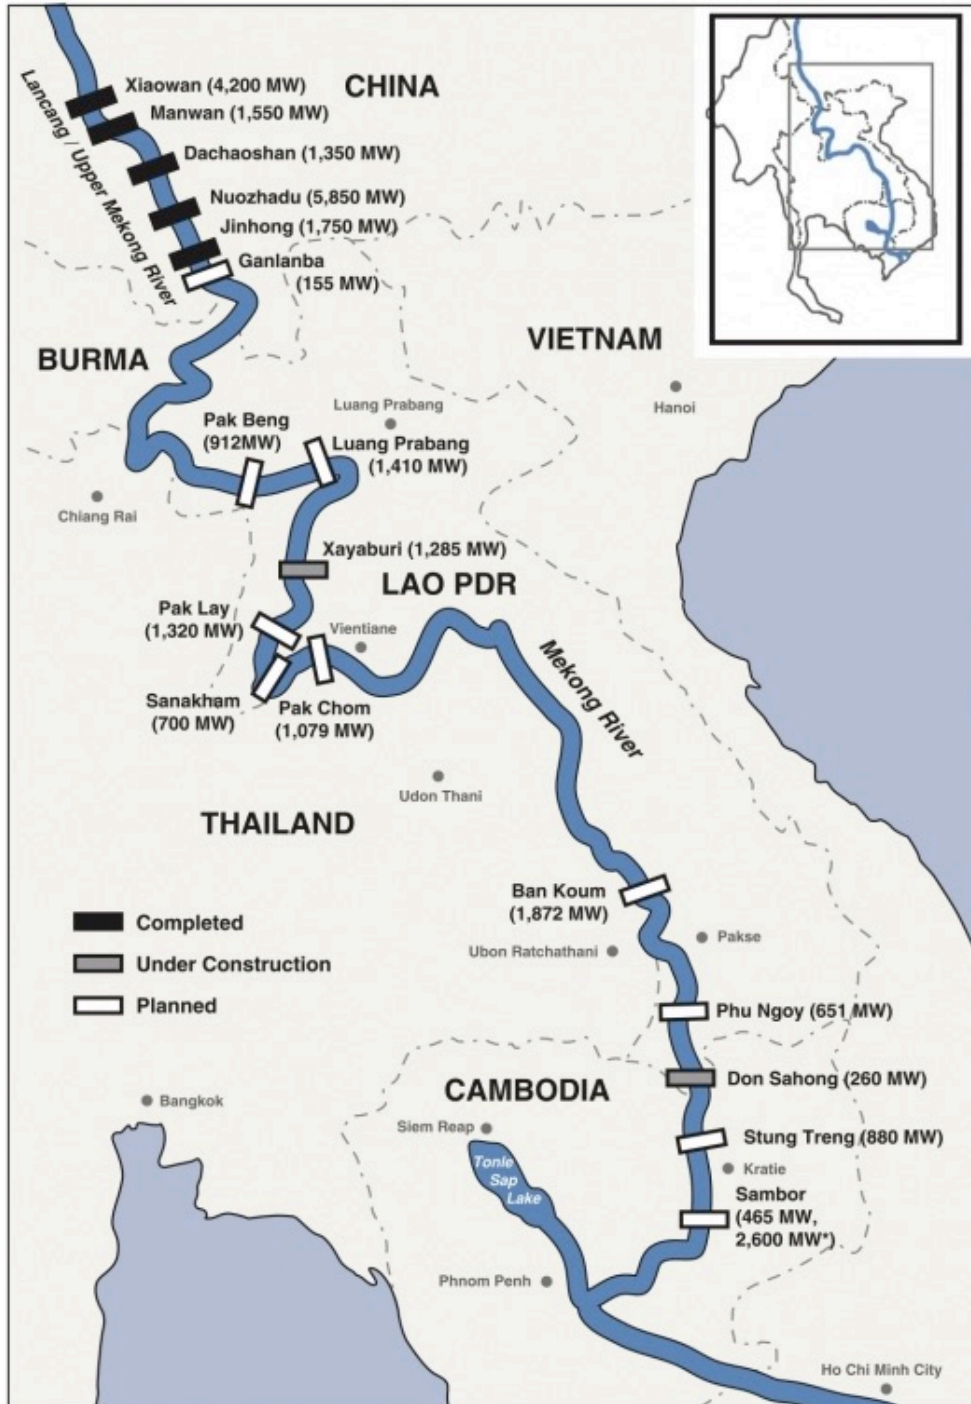 Xiaowan (4,200 MW)
CHINA
Manwan (1,550 MW)
Lancang / Upper Mekong River
Dachaoshan (1,350 MW)
Nuozhadu (5,850 MW)
Jinhong (1,750 MW)
Ganlanba
(155 MW)
VIETNAM
BURMA
Hanoi
Luang Prabang
Pak Beng
(912MW)
Luang Prabang
(1,410 MW)
Chiang Rai
Xayaburi (1,285 MW)
LAO PDR
Pak Lay
(1,320 MW)
Vientiane
Mekong River
Sanakham
(700 MW)
Pak Chom
(1,079 MW)
Udon Thani
THAILAND
Ban Koum
(1,872 MW)
Completed
Under Construction
Planned
Ubon Ratchathani
Pakse
Phu Ngoy (651 MW)
Don Sahong (260 MW)
CAMBODIA
Bangkok
Siem Reap
Stung Treng (880 MW)
Tonle
Sap
Lake
Kratie
Sambor
(465 MW,
2,600 MW*)
Phnom Penh
Ho Chi Minh City